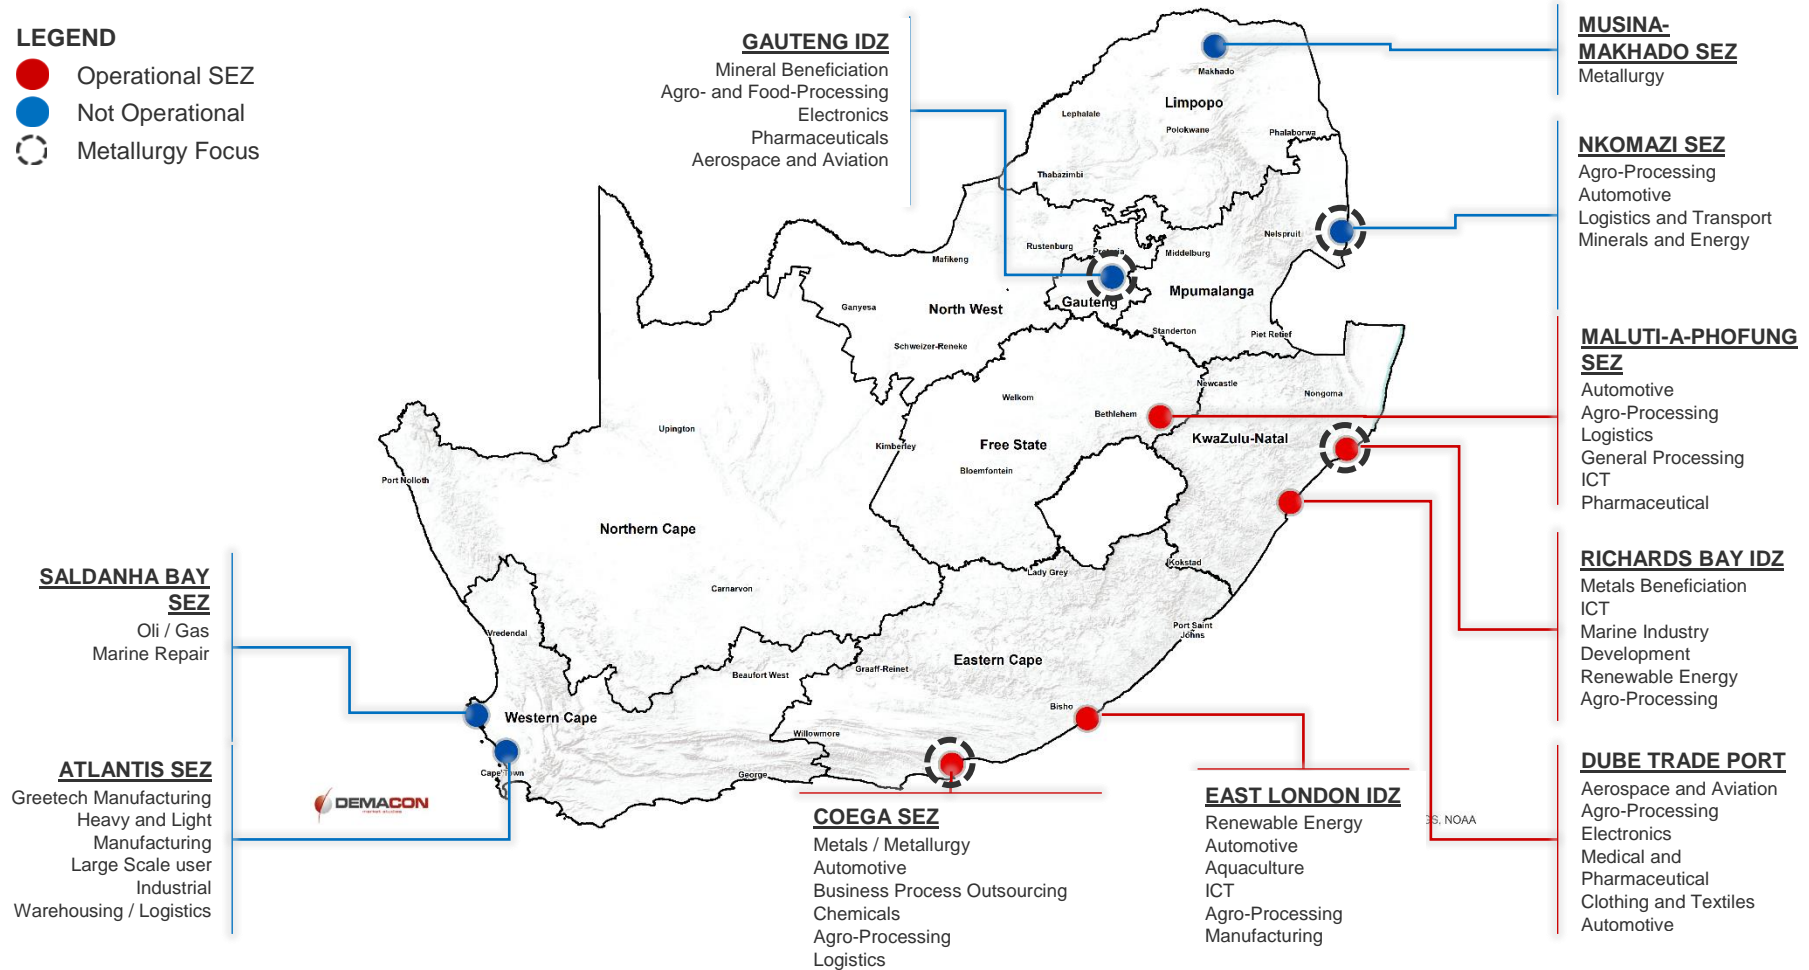 LEGEND
Operational SEZ
Not Operational
Metallurgy Focus
GAUTENG IDZ
Mineral Beneficiation
Agro- and Food-Processing
Electronics
Pharmaceuticals
Aerospace and Aviation
MUSINA-
MAKHADO SEZ
Metallurgy
NKOMAZI SEZ
Agro-Processing
Automotive
Logistics and Transport
Minerals and Energy
MALUTI-A-PHOFUNG
SEZ
Automotive
Agro-Processing
Logistics
General Processing
ICT
Pharmaceutical
RICHARDS BAY IDZ
Metals Beneficiation
ICT
Marine Industry
Development
Renewable Energy
Agro-Processing
DUBE TRADE PORT
Aerospace and Aviation
Agro-Processing
Electronics
Medical and
Pharmaceutical
Clothing and Textiles
Automotive
EAST LONDON IDZ
Renewable Energy
Automotive
Aquaculture
ICT
Agro-Processing
Manufacturing
COEGA SEZ
Metals / Metallurgy
Automotive
Business Process Outsourcing
Chemicals
Agro-Processing
Logistics
SALDANHA BAY
SEZ
Oli / Gas
Marine Repair
ATLANTIS SEZ
Greetech Manufacturing
Heavy and Light
Manufacturing
Large Scale user
Industrial
Warehousing / Logistics
DEMACON
market studies
Makhado
Limpopo
Lephalale
Polokwane
Phalaborwa
Thabazimbi
Nelspruit
Rustenburg
Pretoria
Middelburg
Mafikeng
Mpumalanga
Gauteng
North West
Ganyesa
Schweizer-Reneke
Standerton
Piet Retief
Newcastle
Nongoma
Welkom
Bethlehem
KwaZulu-Natal
Free State
Kimberley
Upington
Bloemfontein
Port Nolloth
Northern Cape
Lady Grey
Kokstad
Carnarvon
Port Saint
Johns
Vredendal
Eastern Cape
Graaff-Reinet
Beaufort West
Bisho
Western Cape
Willowmore
Cape Town
George
GS, NOAA